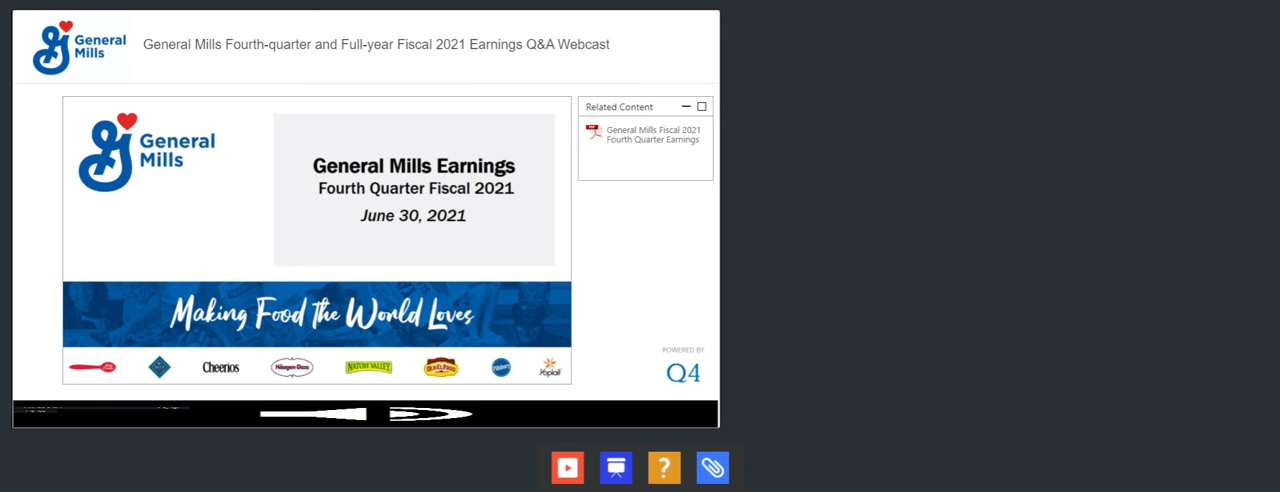 General
Mills
General Mills Fourth-quarter and Full-year Fiscal 2021 Earnings Q&A Webcast
General
Mills
General Mills Earnings
Fourth Quarter Fiscal 2021
June 30, 2021
Making Food the World Loves
Cheerios
Häagen-Dazs
NATURE VALLEY
OLD EL PASO
Pillsbury
Yoplait
Related Content
PDF
General Mills Fiscal 2021
Fourth Quarter Earnings
POWERED BY
Q4
?